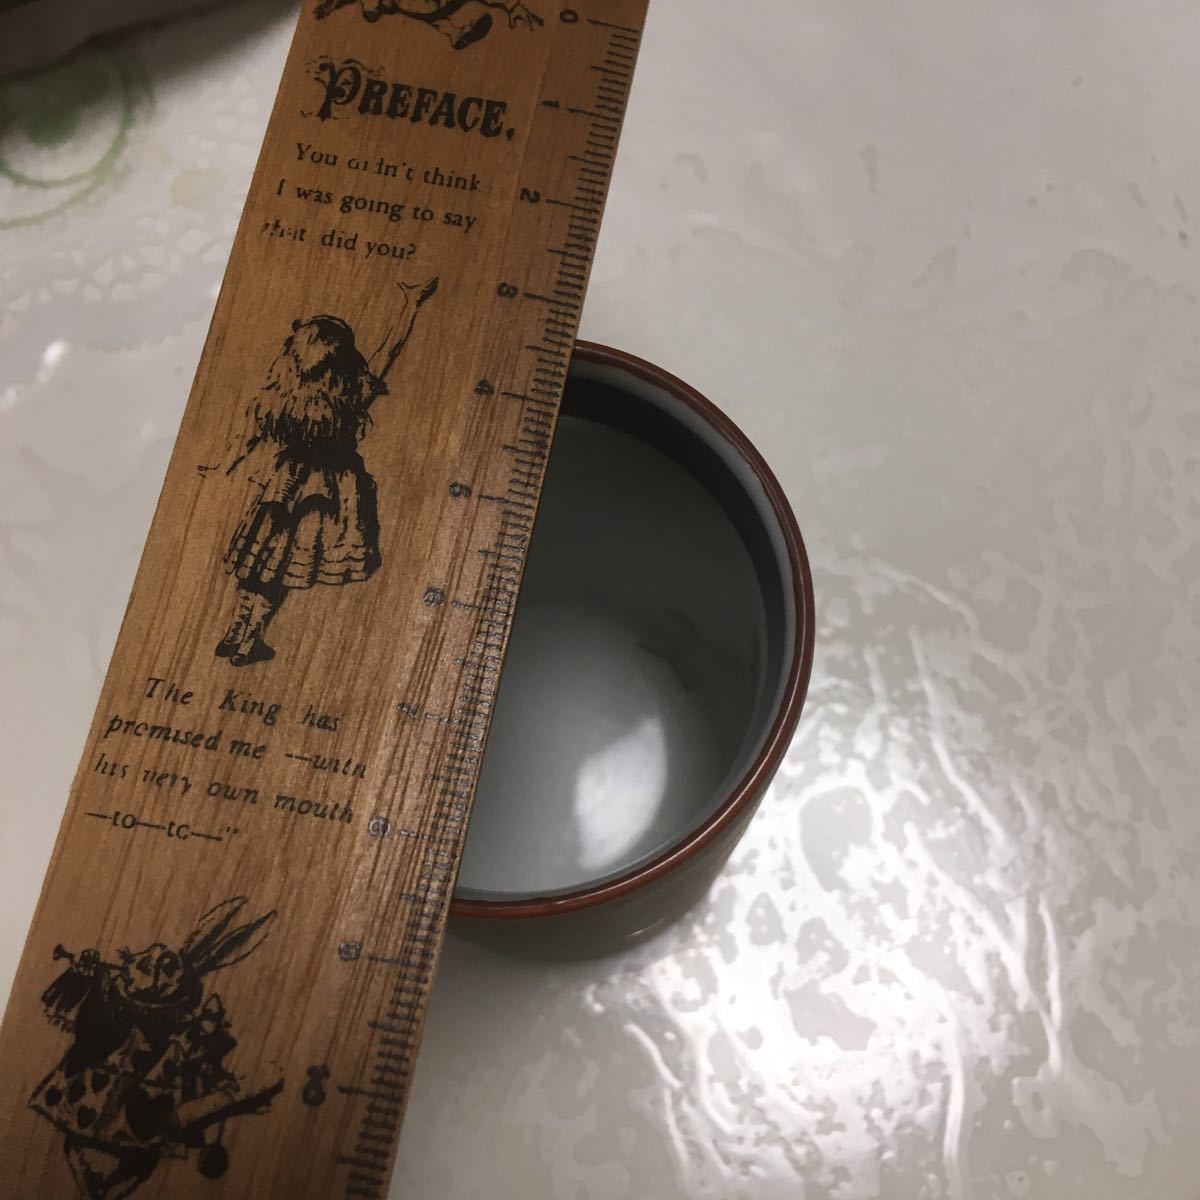 PREFACE.
You didn't think
I was going to say
that did you?
The King has
promised me —with
his very own mouth
—to—to—"
0
1
2
3
4
5
6
7
8
9
10